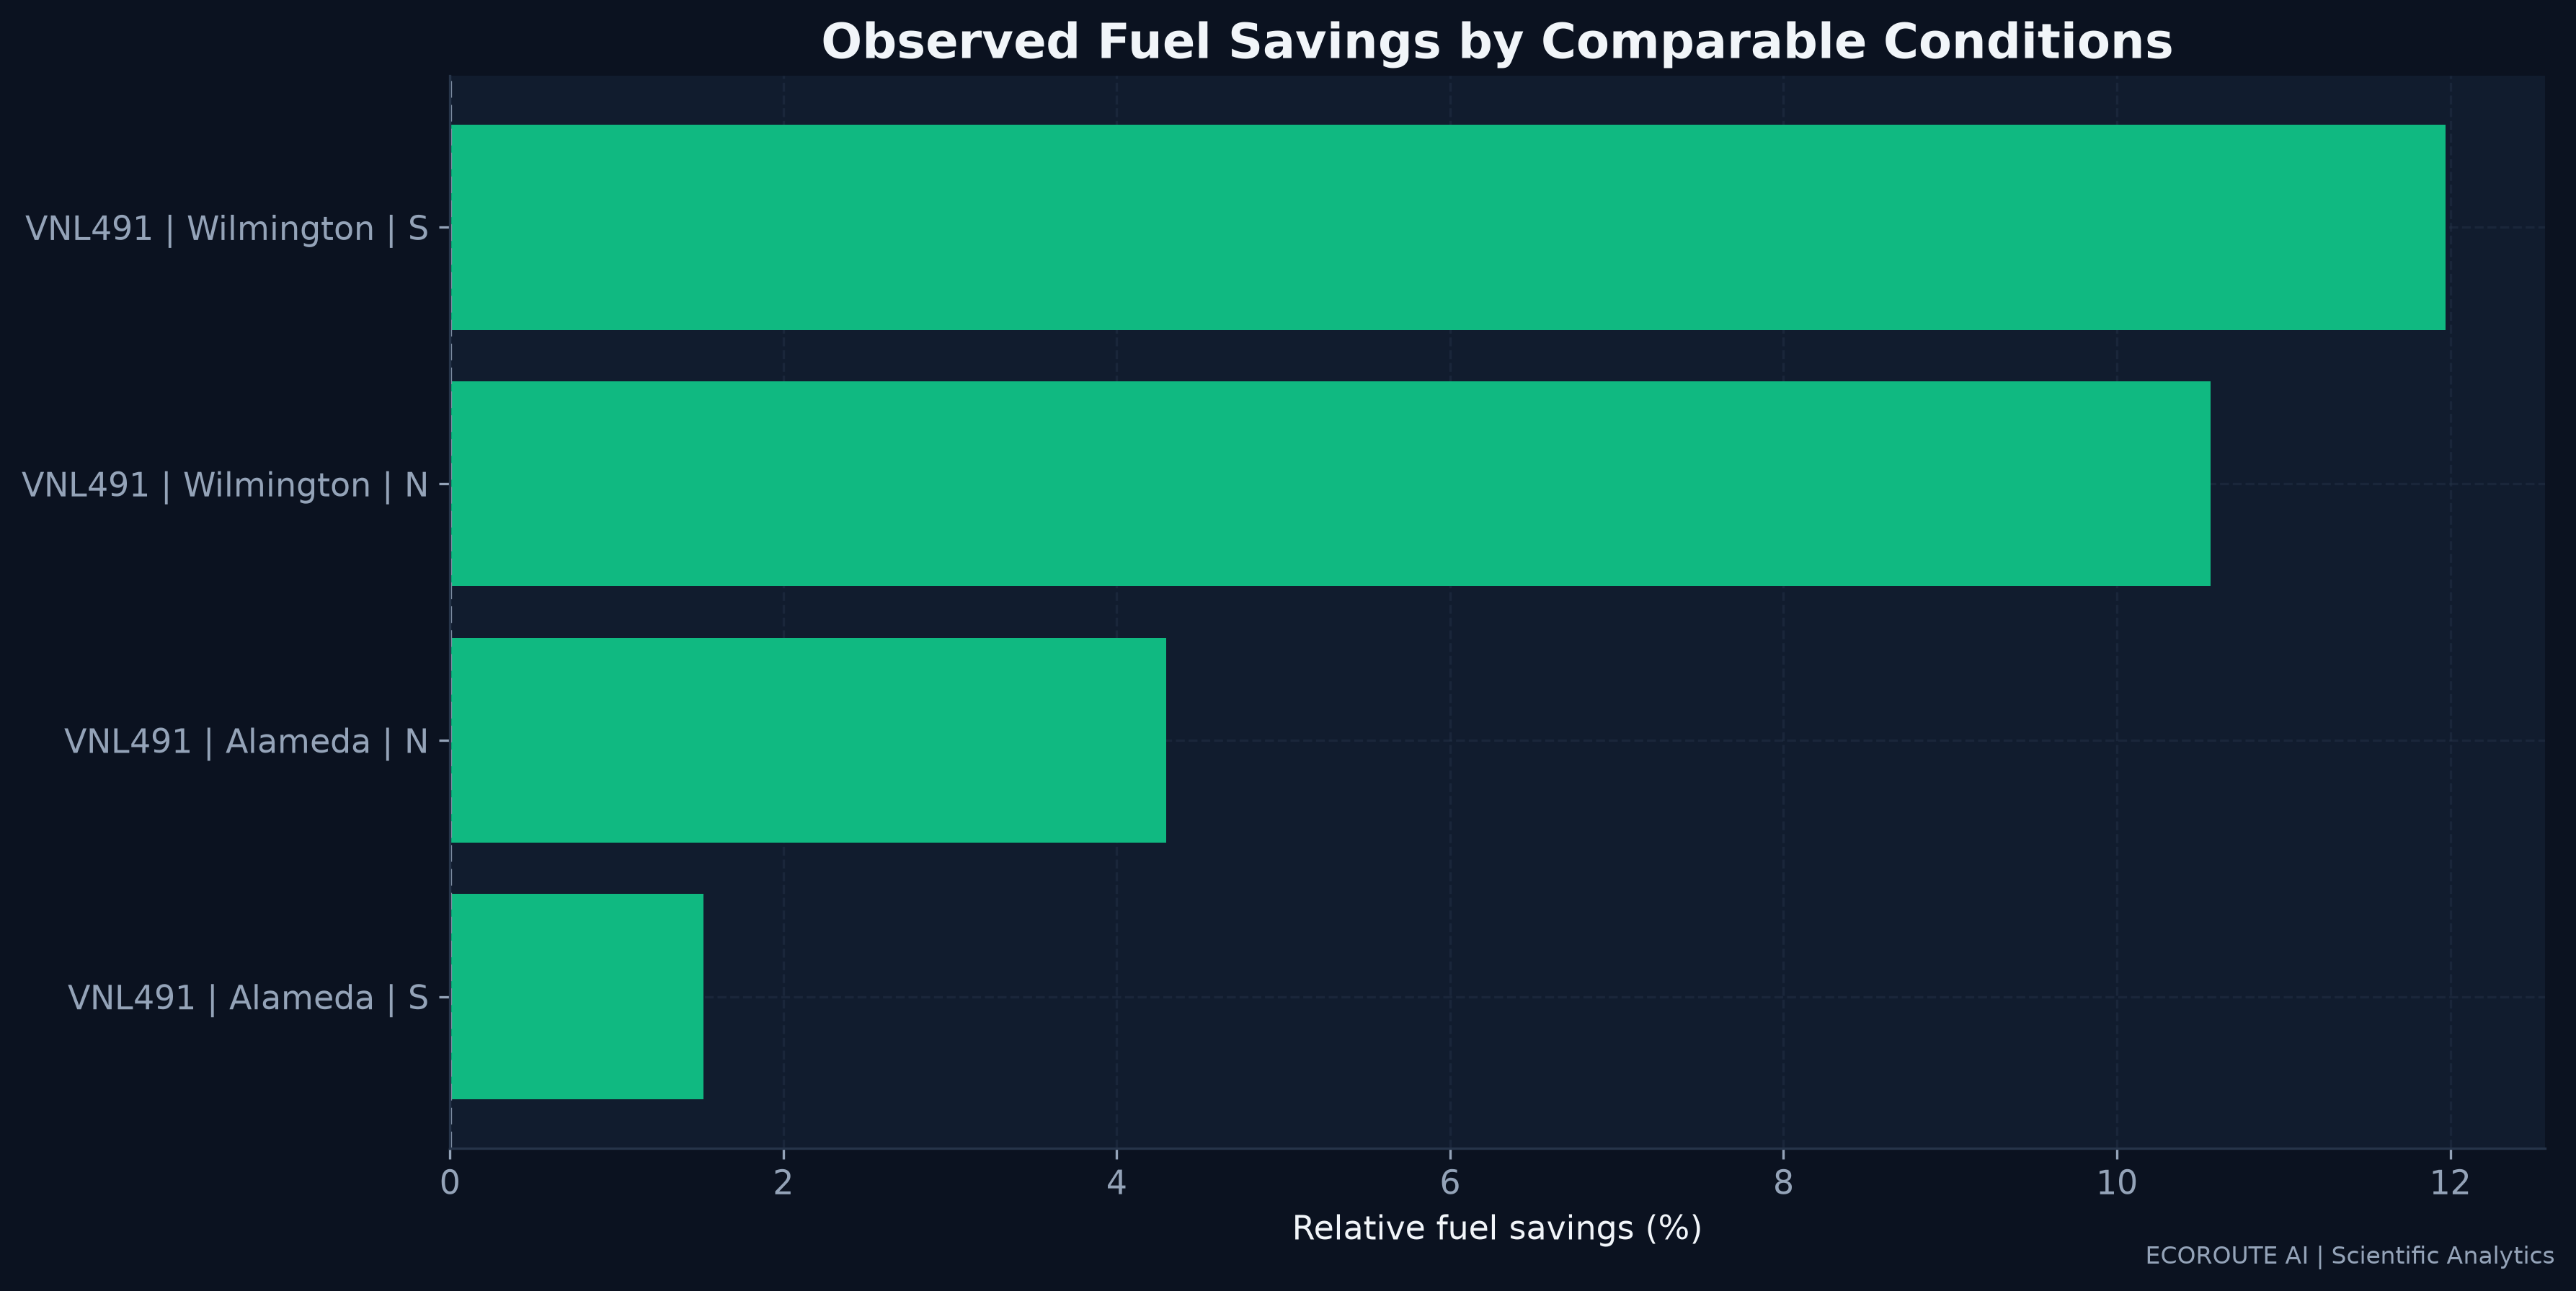 Observed Fuel Savings by Comparable Conditions
VNL491 | Wilmington | S
VNL491 | Wilmington | N
VNL491 | Alameda | N
VNL491 | Alameda | S
0 2 4 6 8 10 12
Relative fuel savings (%)
ECOROUTE AI | Scientific Analytics